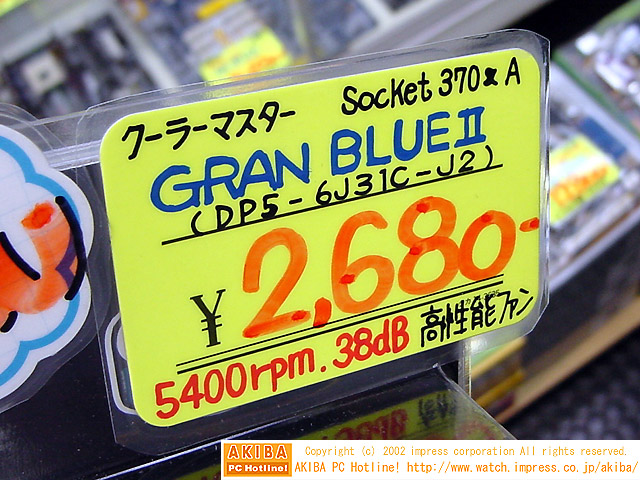 クーラーマスター Socket 370&A
GRAN BLUE II
(DP5-6J31C-J2)
¥2,680-
5400rpm.38dB 高性能ファン
AKIBA Copyright (c) 2002 impress corporation All rights reserved.
PC Hotline! AKIBA PC Hotline! http://www.watch.impress.co.jp/akiba/